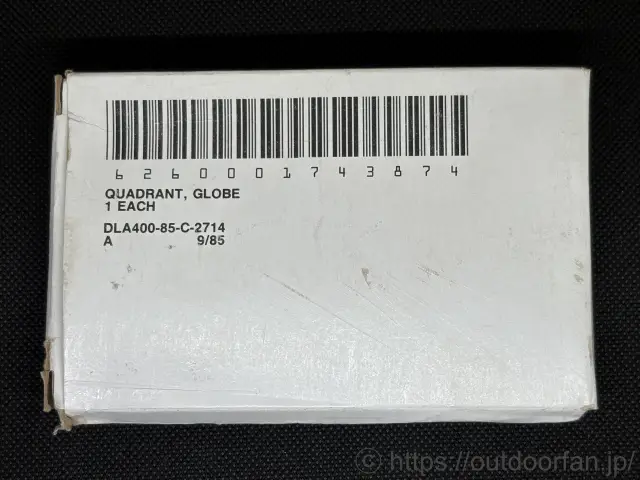 6260001743874
QUADRANT, GLOBE
1 EACH
DLA400-85-C-2714
A 9/85
© https://outdoorfan.jp/